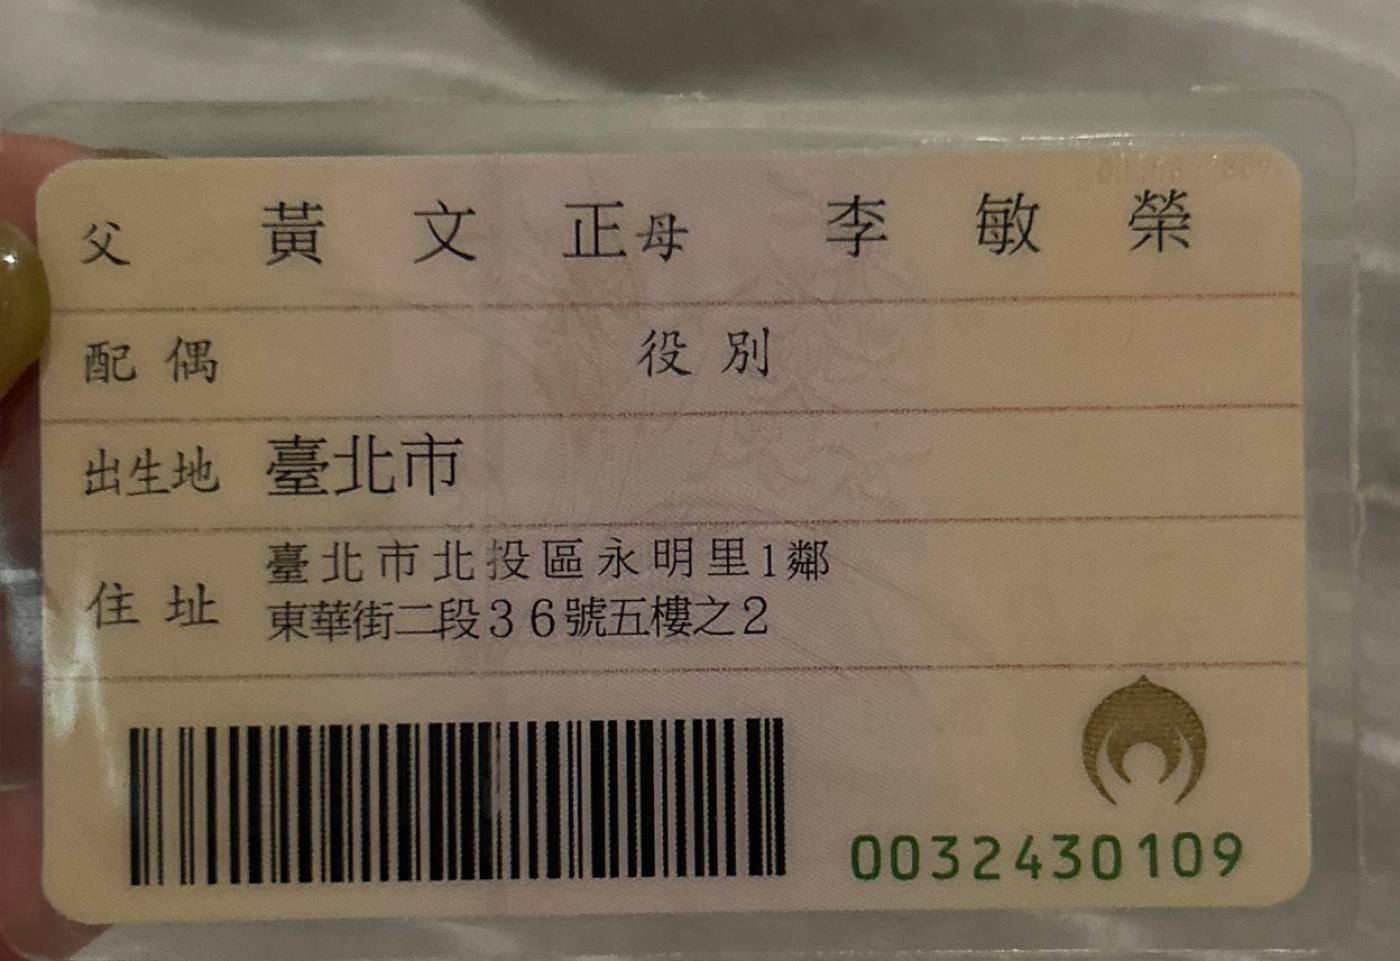 父 黃文正 母 李敏榮
配偶 役別
出生地 臺北市
住址 臺北市北投區永明里1鄰
東華街二段36號五樓之2
0032430109